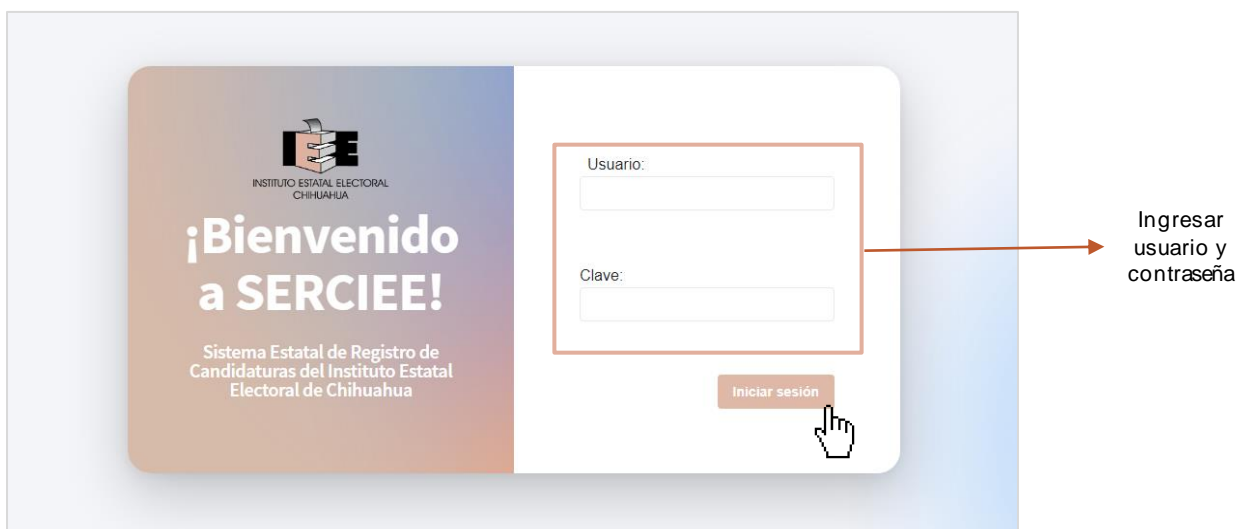 IEE
INSTITUTO ESTATAL ELECTORAL
CHIHUAHUA
¡Bienvenido
a SERCIEE!
Sistema Estatal de Registro de
Candidaturas del Instituto Estatal
Electoral de Chihuahua
Usuario:
Clave:
Iniciar sesión
Ingresar
usuario y
contraseña